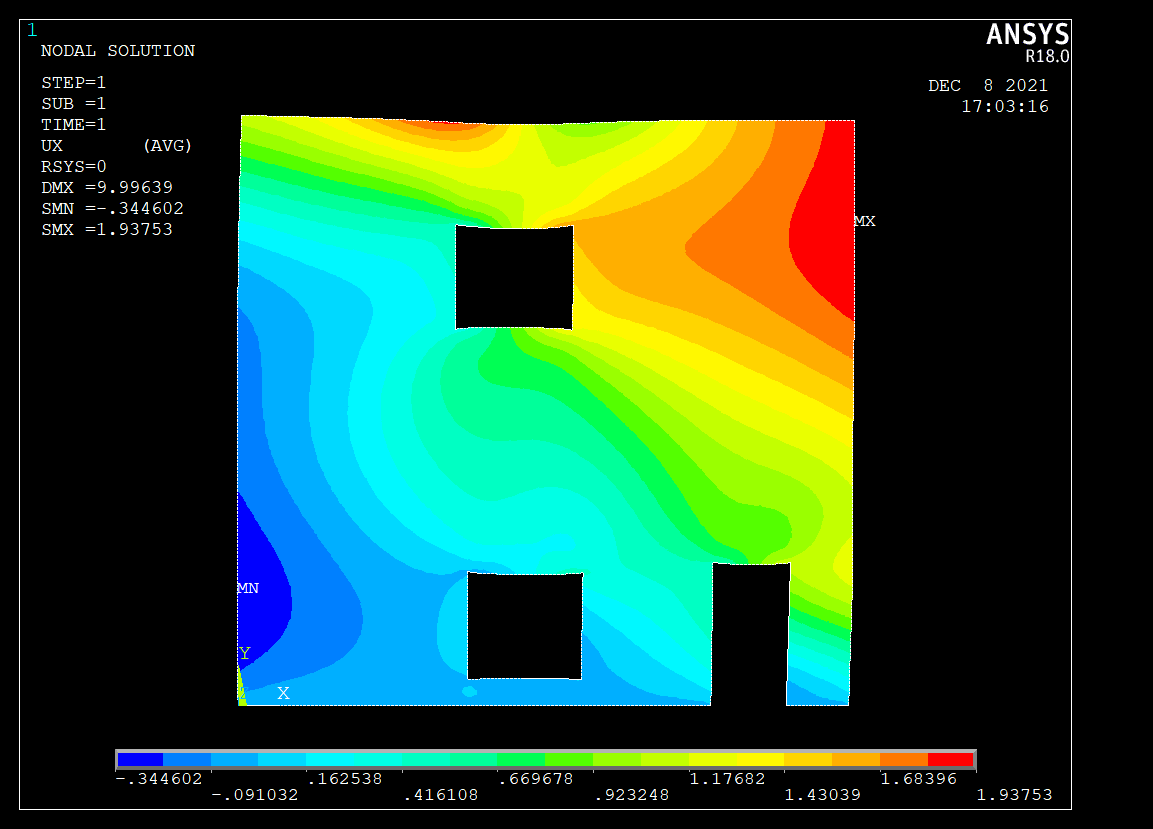 1
ANSYS
R18.0
NODAL SOLUTION
STEP=1
SUB =1
TIME=1
UX (AVG)
RSYS=0
DMX =9.99639
SMN =-.344602
SMX =1.93753
DEC 8 2021
17:03:16
MX
MN
Y
X
-.344602 .162538 .669678 1.17682 1.68396
-.091032 .416108 .923248 1.43039 1.93753